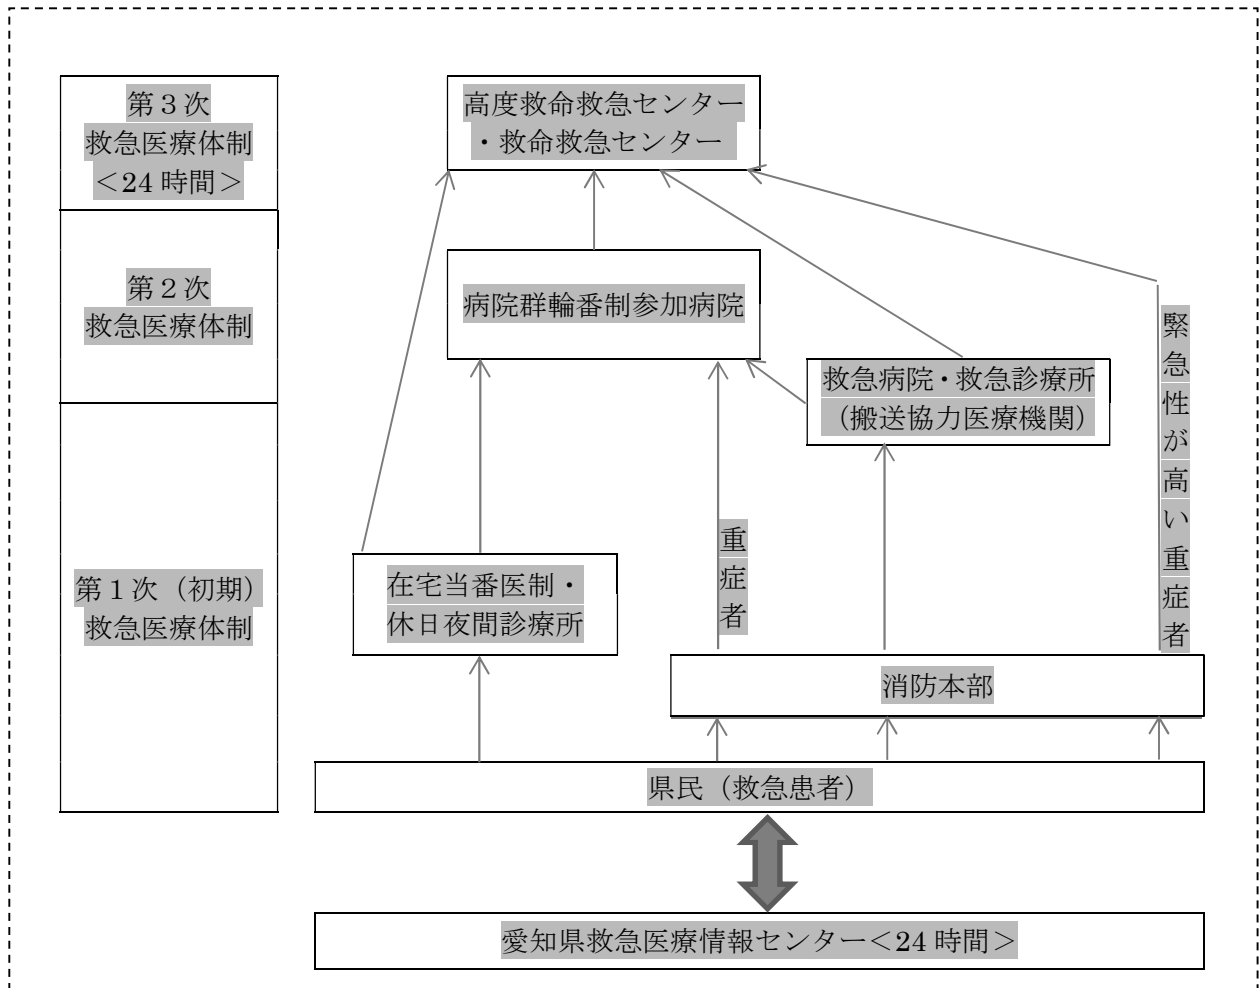 第３次
救急医療体制
＜24 時間＞
高度救命救急センター
・救命救急センター
第２次
救急医療体制
病院群輪番制参加病院
救急病院・救急診療所
（搬送協力医療機関）
緊急性が高い重症者
重症者
第１次（初期）
救急医療体制
在宅当番医制・
休日夜間診療所
消防本部
県民（救急患者）
愛知県救急医療情報センター＜24 時間＞